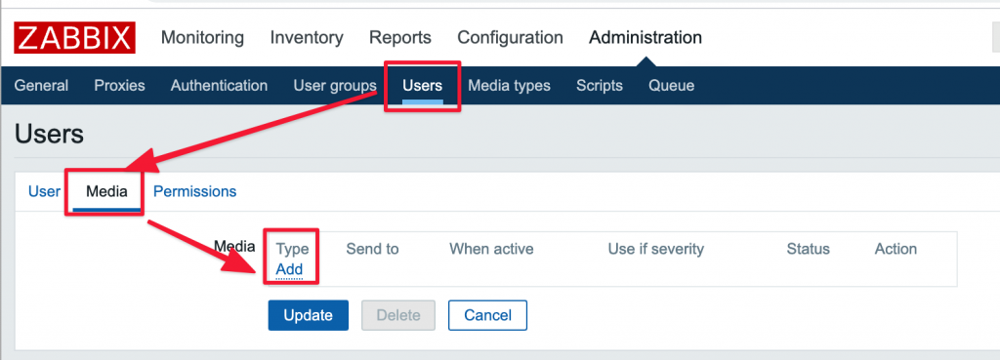 ZABBIX Monitoring Inventory Reports Configuration Administration
General Proxies Authentication User groups Users Media types Scripts Queue
Users
User Media Permissions
Media Type Send to When active Use if severity Status Action
Add
Update Delete Cancel